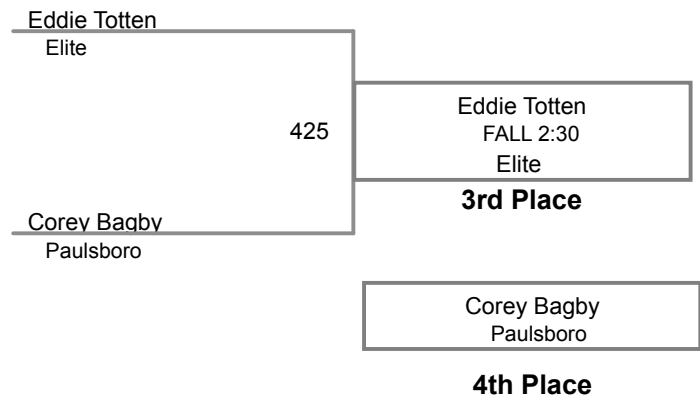 Eddie Totten
Elite
425
Eddie Totten
FALL 2:30
Elite
3rd Place
Corey Bagby
Paulsboro
Corey Bagby
Paulsboro
4th Place